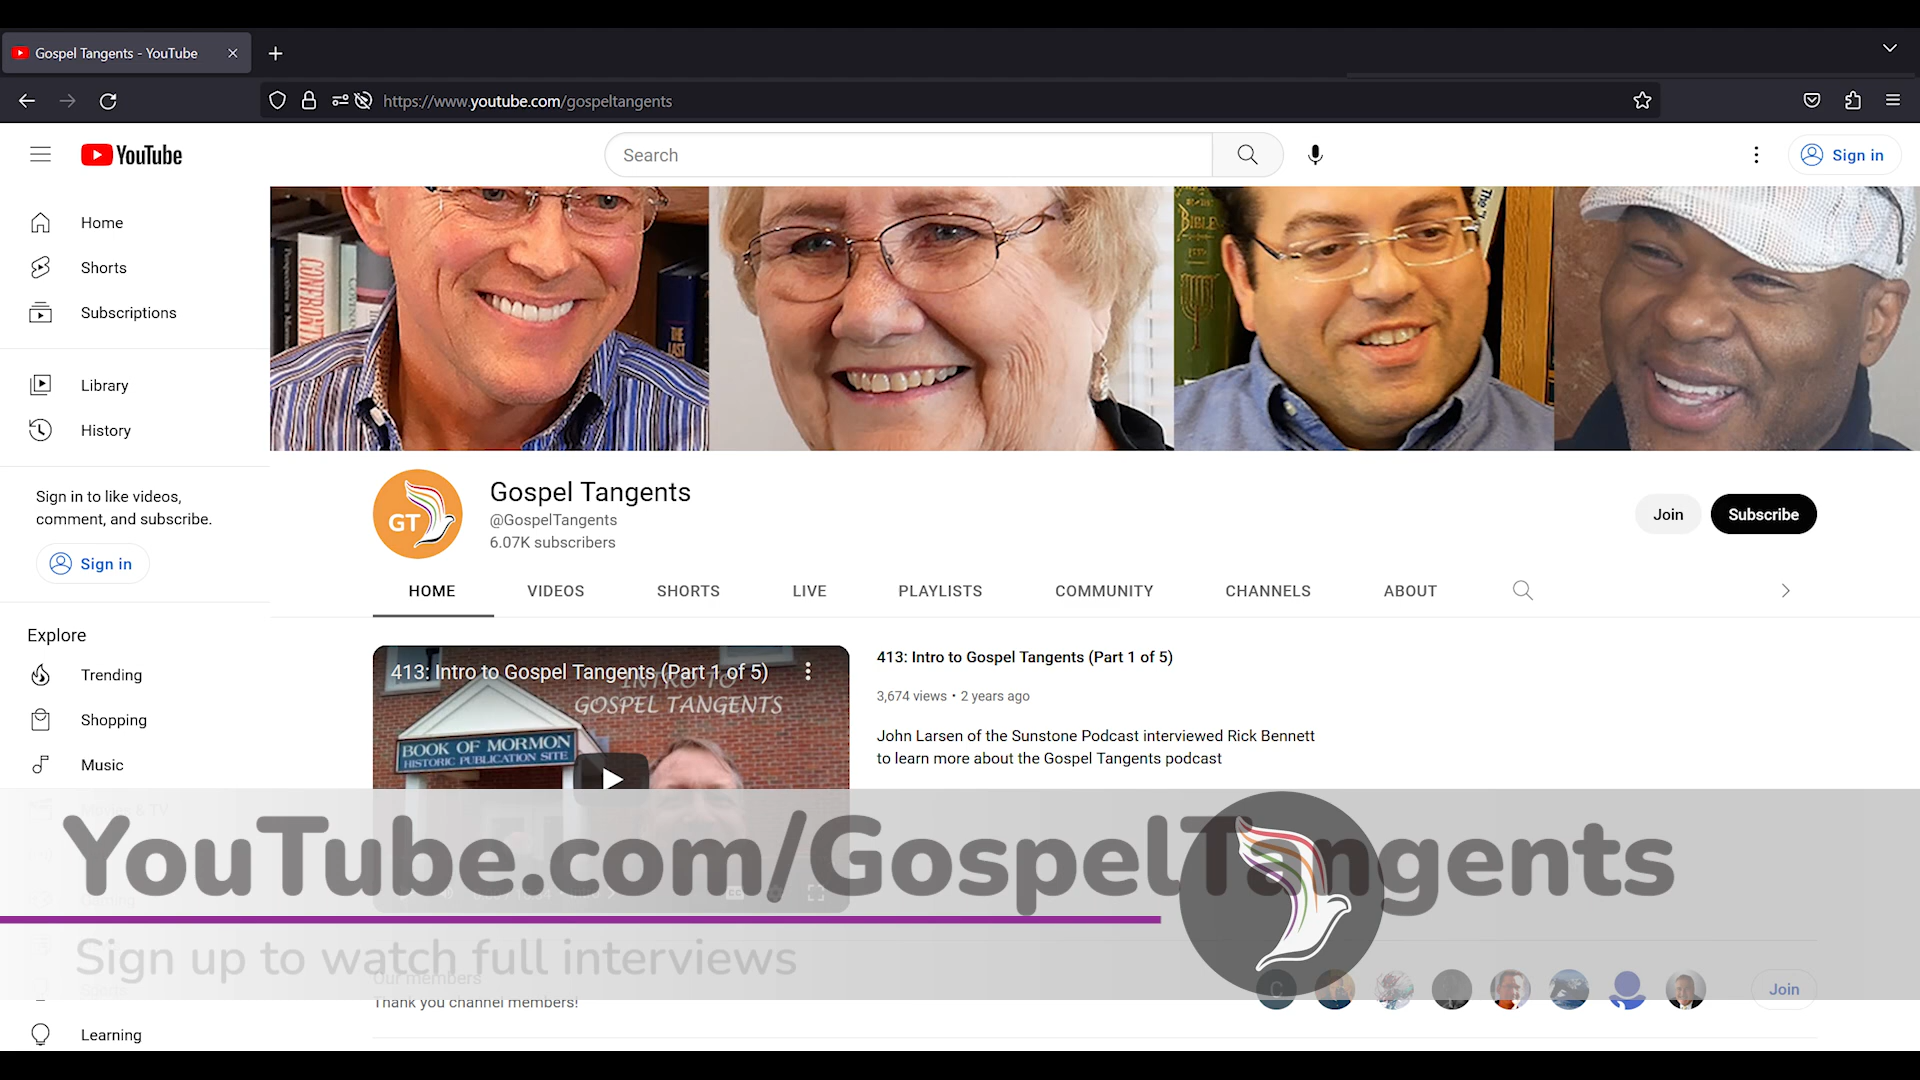 Gospel Tangents - YouTube
https://www.youtube.com/gospeltangents
YouTube
Search
Sign in
Home
Shorts
Subscriptions
Library
History
Sign in to like videos,
comment, and subscribe.
Sign in
Explore
Trending
Shopping
Music
Learning
CONFRONT
THE LAST
BIBLE
GT
Gospel Tangents
@GospelTangents
6.07K subscribers
Join
Subscribe
HOME
VIDEOS
SHORTS
LIVE
PLAYLISTS
COMMUNITY
CHANNELS
ABOUT
413: Intro to Gospel Tangents (Part 1 of 5)
INTRO TO
GOSPEL TANGENTS
BOOK OF MORMON
HISTORIC PUBLICATION SITE
413: Intro to Gospel Tangents (Part 1 of 5)
3,674 views • 2 years ago
John Larsen of the Sunstone Podcast interviewed Rick Bennett
to learn more about the Gospel Tangents podcast
YouTube.com/GospelTangents
Sign up to watch full interviews
Our members
Thank you channel members!
C
Join